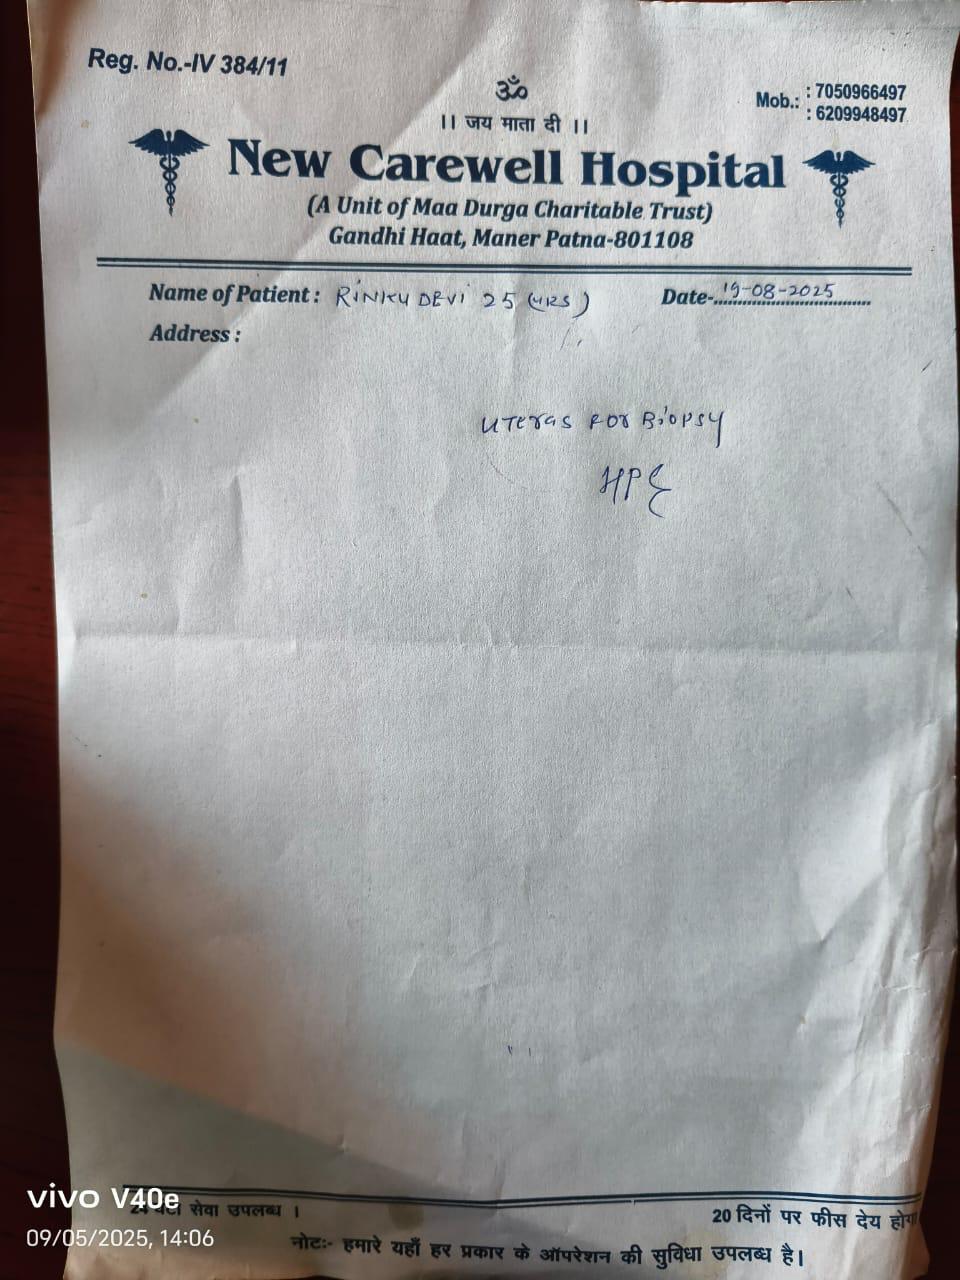 Reg. No.-IV 384/11
ॐ
।। जय माता दी ।।
Mob.: : 7050966497
: 6209948497
New Carewell Hospital
(A Unit of Maa Durga Charitable Trust)
Gandhi Haat, Maner Patna-801108
Name of Patient : RiNKU DEVi 25 (YRS) Date-19-08-2025
Address :
uterus for Biopsy
HPE
24 घंटा सेवा उपलब्ध ।
20 दिनों पर फीस देय होगा
नोटः- हमारे यहाँ हर प्रकार के ऑपरेशन की सुविधा उपलब्ध है।
vivo V40e
09/05/2025, 14:06